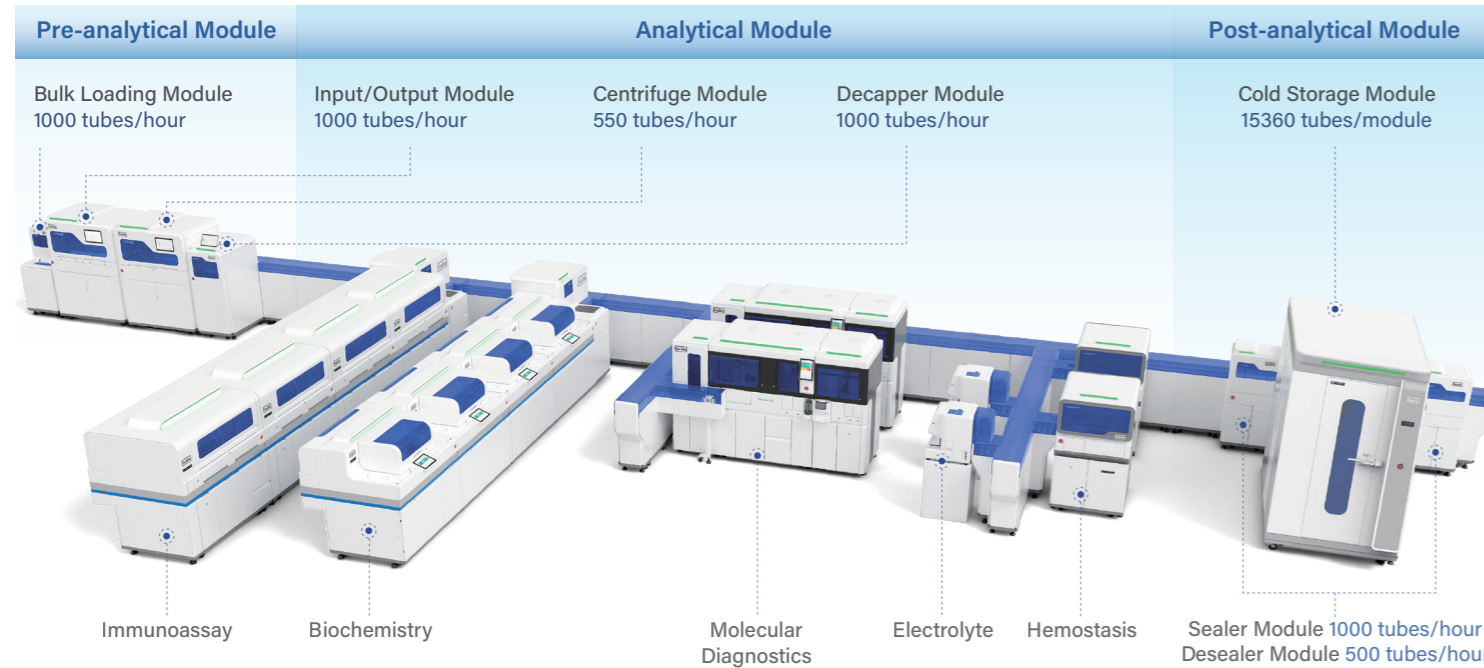 Pre-analytical Module
Analytical Module
Post-analytical Module
Bulk Loading Module
1000 tubes/hour
Input/Output Module
1000 tubes/hour
Centrifuge Module
550 tubes/hour
Decapper Module
1000 tubes/hour
Cold Storage Module
15360 tubes/module
Immunoassay
Biochemistry
Molecular
Diagnostics
Electrolyte
Hemostasis
Sealer Module 1000 tubes/hour
Desealer Module 500 tubes/hou